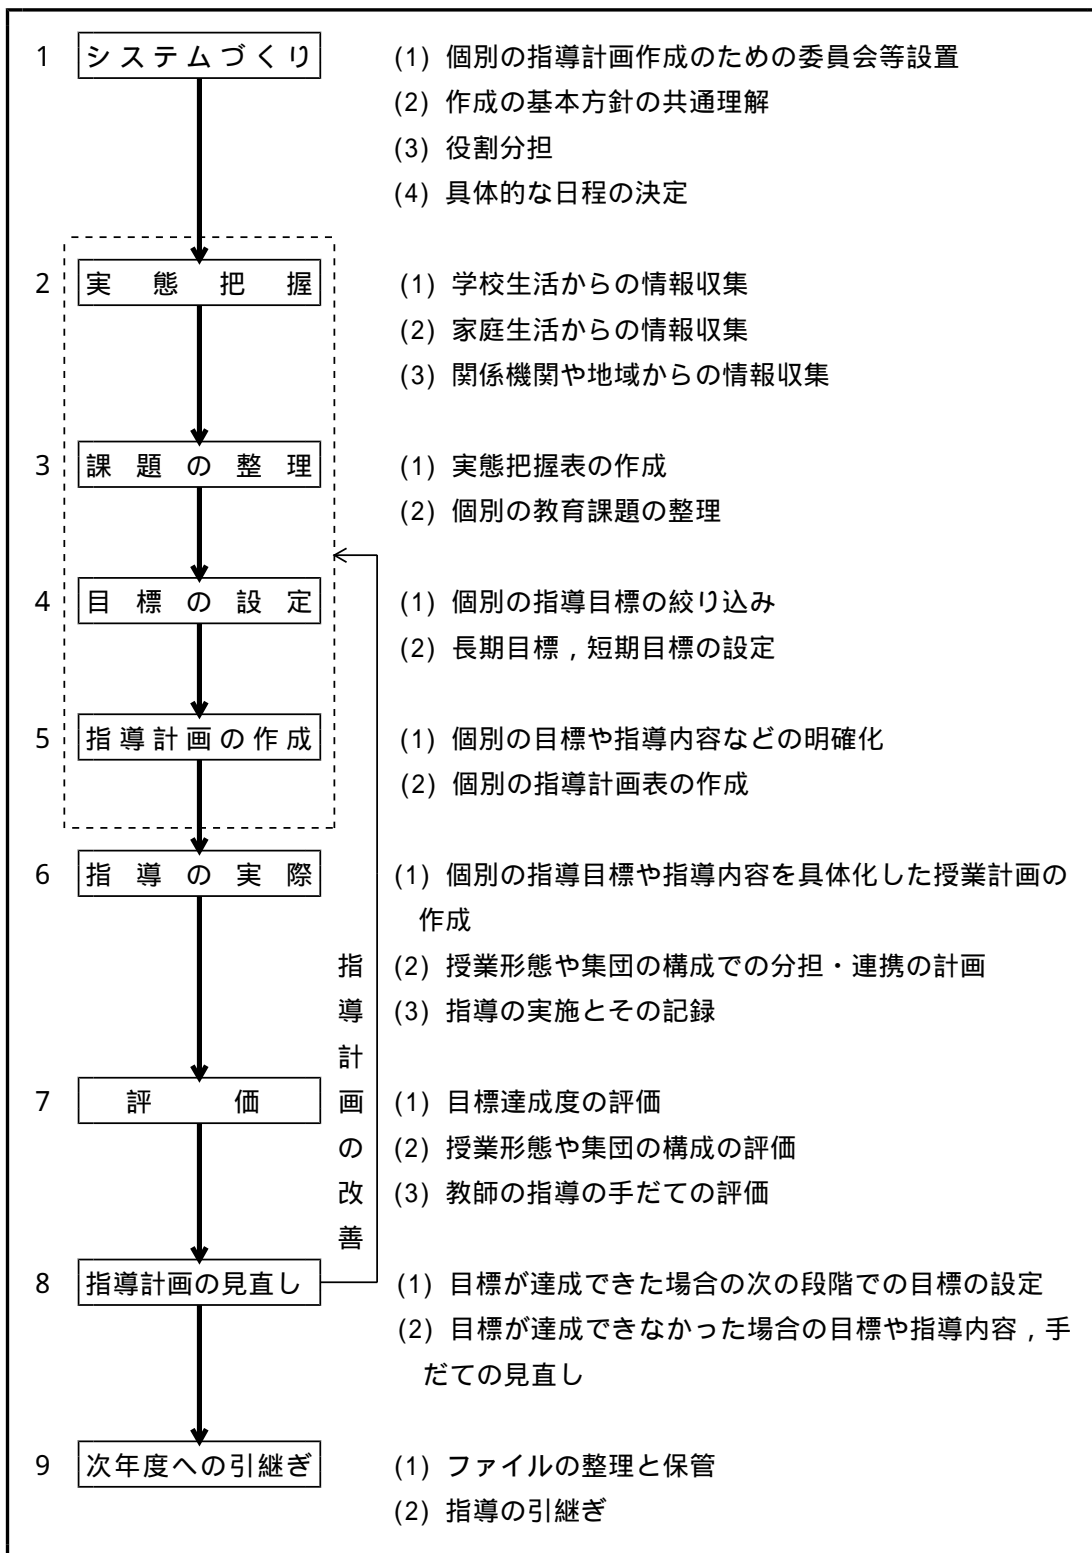 1 システムづくり (1) 個別の指導計画作成のための委員会等設置
(2) 作成の基本方針の共通理解
(3) 役割分担
(4) 具体的な日程の決定
2 実態把握 (1) 学校生活からの情報収集
(2) 家庭生活からの情報収集
(3) 関係機関や地域からの情報収集
3 課題の整理 (1) 実態把握表の作成
(2) 個別の教育課題の整理
4 目標の設定 (1) 個別の指導目標の絞り込み
(2) 長期目標，短期目標の設定
5 指導計画の作成 (1) 個別の目標や指導内容などの明確化
(2) 個別の指導計画表の作成
6 指導の実際 (1) 個別の指導目標や指導内容を具体化した授業計画の
作成
(2) 授業形態や集団の構成での分担・連携の計画
(3) 指導の実施とその記録
指導計画の改善
7 評価 (1) 目標達成度の評価
(2) 授業形態や集団の構成の評価
(3) 教師の指導の手だての評価
8 指導計画の見直し (1) 目標が達成できた場合の次の段階での目標の設定
(2) 目標が達成できなかった場合の目標や指導内容，手
だての見直し
9 次年度への引継ぎ (1) ファイルの整理と保管
(2) 指導の引継ぎ